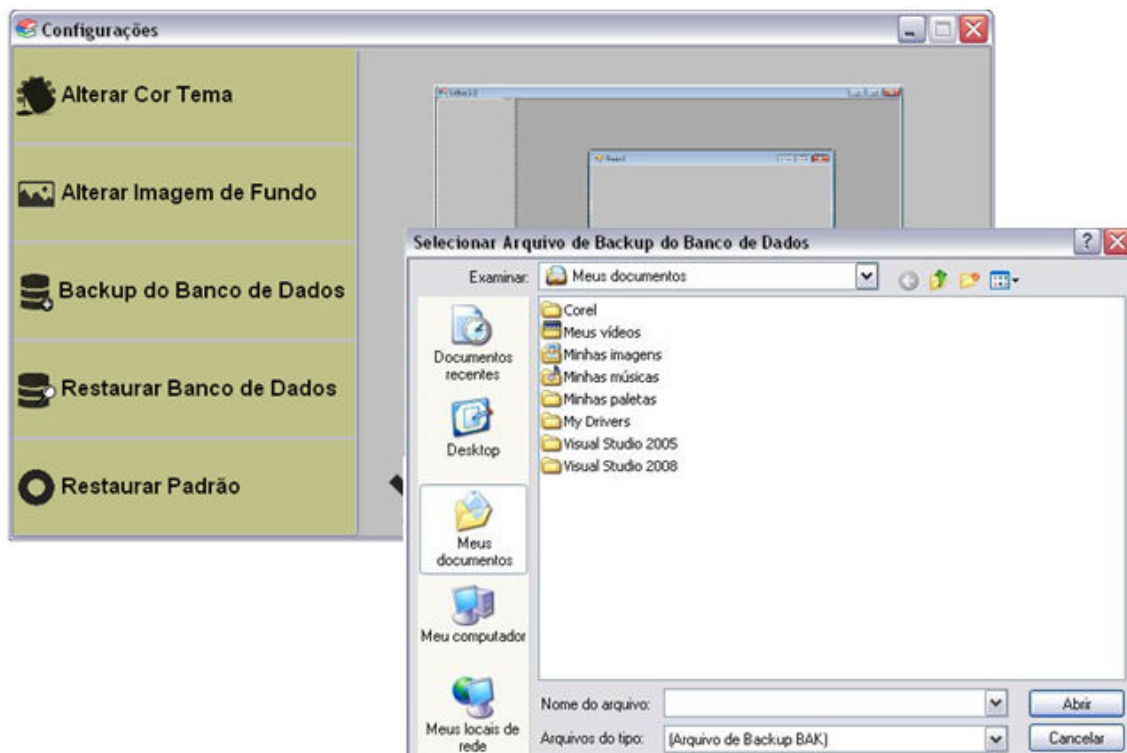 Configurações
Alterar Cor Tema
Alterar Imagem de Fundo
Backup do Banco de Dados
Restaurar Banco de Dados
Restaurar Padrão
Selecionar Arquivo de Backup do Banco de Dados
Examinar:
Meus documentos
Documentos
recentes
Desktop
Meus
documentos
Meu computador
Meus locais de
rede
Corel
Meus vídeos
Minhas imagens
Minhas músicas
Minhas paletas
My Drivers
Visual Studio 2005
Visual Studio 2008
Nome do arquivo:
Abrir
Arquivos do tipo:
(Arquivo de Backup BAK)
Cancelar